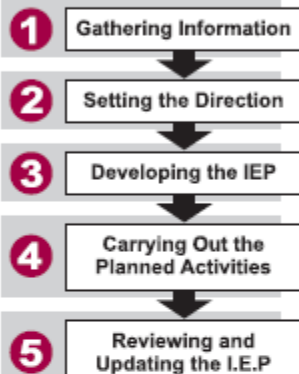 1 Gathering Information
2 Setting the Direction
3 Developing the IEP
4 Carrying Out the
Planned Activities
5 Reviewing and
Updating the I.E.P